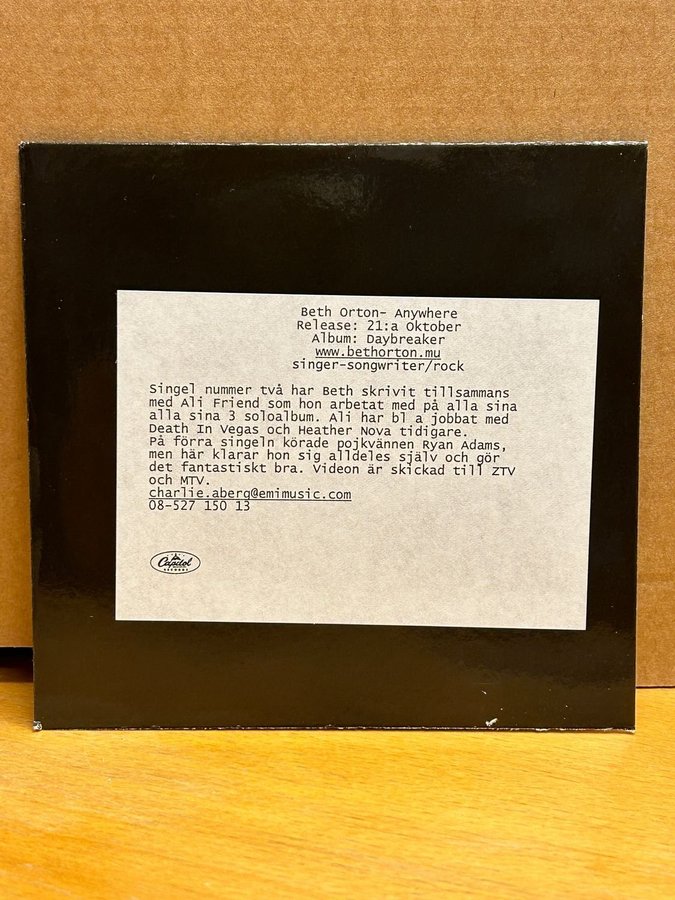 Beth Orton- Anywhere
Release: 21:a Oktober
Album: Daybreaker
www.bethorton.mu
singer-songwriter/rock
Singel nummer två har Beth skrivit tillsammans
med Ali Friend som hon arbetat med på alla sina
alla sina 3 soloalbum. Ali har bl a jobbat med
Death In Vegas och Heather Nova tidigare.
På förra singeln körade pojkvännen Ryan Adams,
men här klarar hon sig alldeles själv och gör
det fantastiskt bra. Videon är skickad till ZTV
och MTV.
charlie.aberg@emimusic.com
08-527 150 13
Capitol
RECORDS